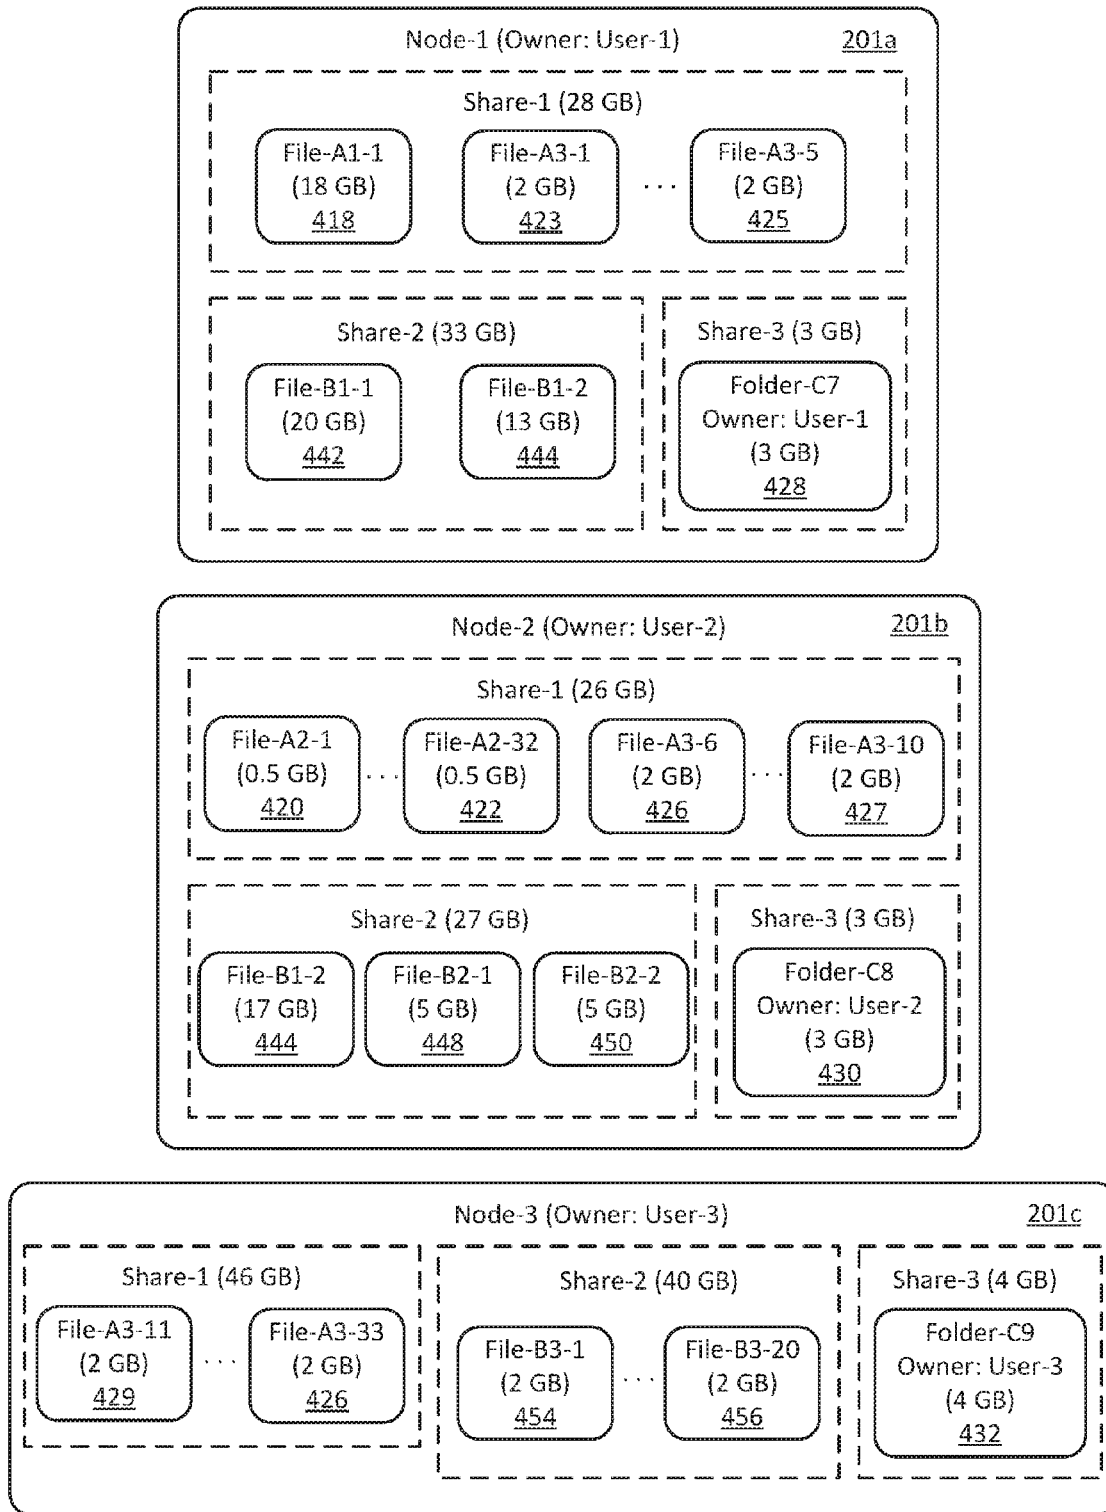 Node-1 (Owner: User-1)
201a
Share-1 (28 GB)
File-A1-1
(18 GB)
418
File-A3-1
(2 GB)
423
...
File-A3-5
(2 GB)
425
Share-2 (33 GB)
File-B1-1
(20 GB)
442
File-B1-2
(13 GB)
444
Share-3 (3 GB)
Folder-C7
Owner: User-1
(3 GB)
428
Node-2 (Owner: User-2)
201b
Share-1 (26 GB)
File-A2-1
(0.5 GB)
420
...
File-A2-32
(0.5 GB)
422
File-A3-6
(2 GB)
426
...
File-A3-10
(2 GB)
427
Share-2 (27 GB)
File-B1-2
(17 GB)
444
File-B2-1
(5 GB)
448
File-B2-2
(5 GB)
450
Share-3 (3 GB)
Folder-C8
Owner: User-2
(3 GB)
430
Node-3 (Owner: User-3)
201c
Share-1 (46 GB)
File-A3-11
(2 GB)
429
...
File-A3-33
(2 GB)
426
Share-2 (40 GB)
File-B3-1
(2 GB)
454
...
File-B3-20
(2 GB)
456
Share-3 (4 GB)
Folder-C9
Owner: User-3
(4 GB)
432